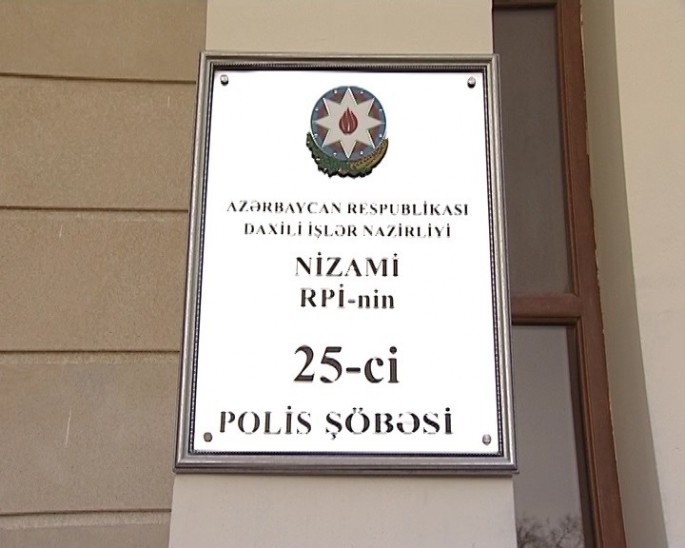 AZƏRBAYCAN RESPUBLİKASI
DAXİLİ İŞLƏR NAZİRLİYİ
NİZAMİ
RPİ-nin
25-ci
POLİS ŞÖBƏSİ